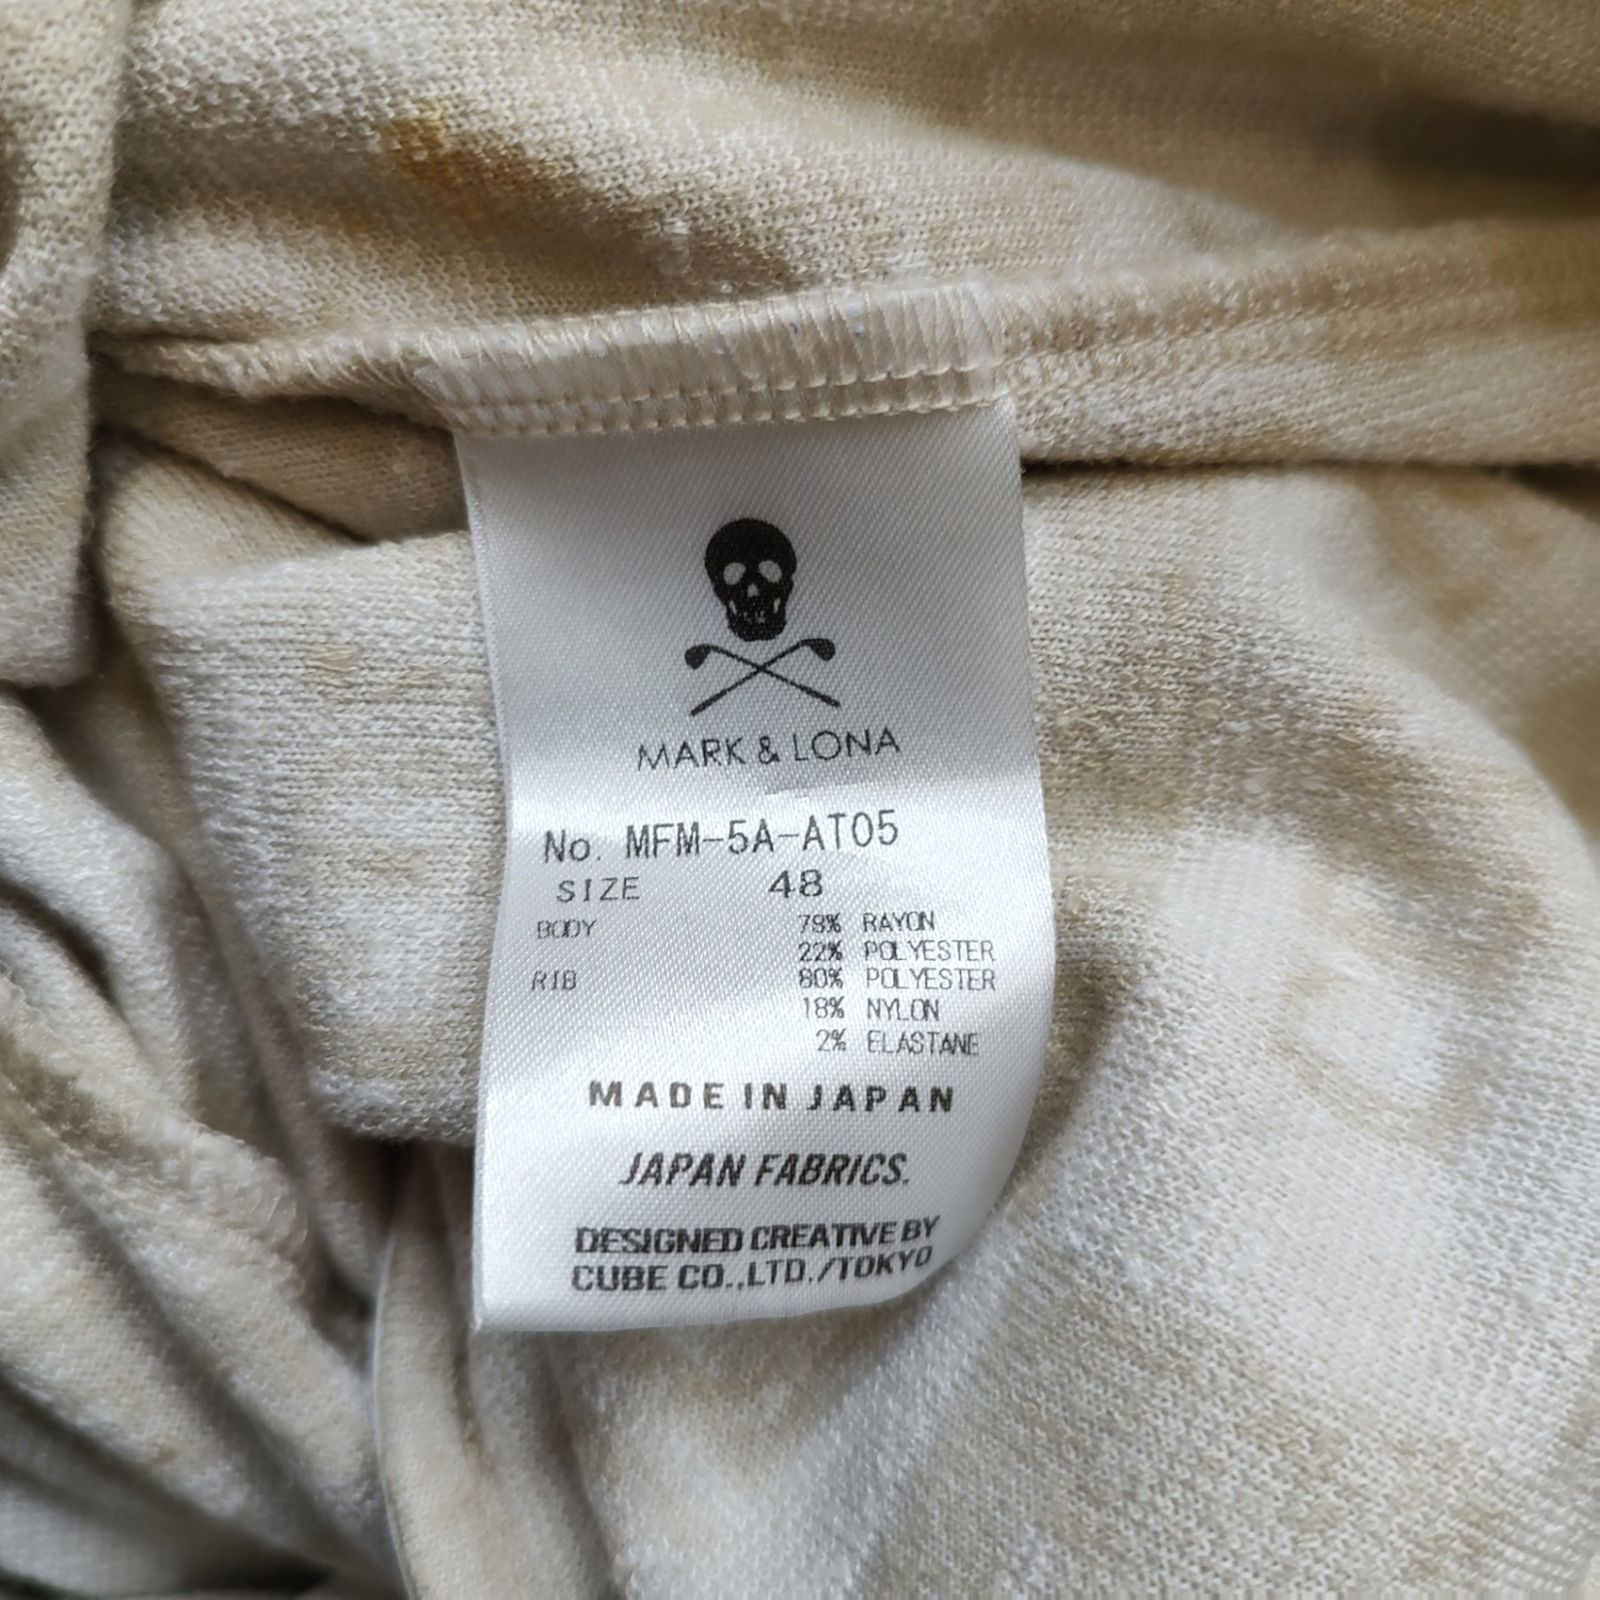 MARK & LONA
No. MFM-5A-AT05
SIZE 48
BODY 78% RAYON
22% POLYESTER
RIB 80% POLYESTER
18% NYLON
2% ELASTANE
MADE IN JAPAN
JAPAN FABRICS.
DESIGNED CREATIVE BY
CUBE CO.,LTD./TOKYO